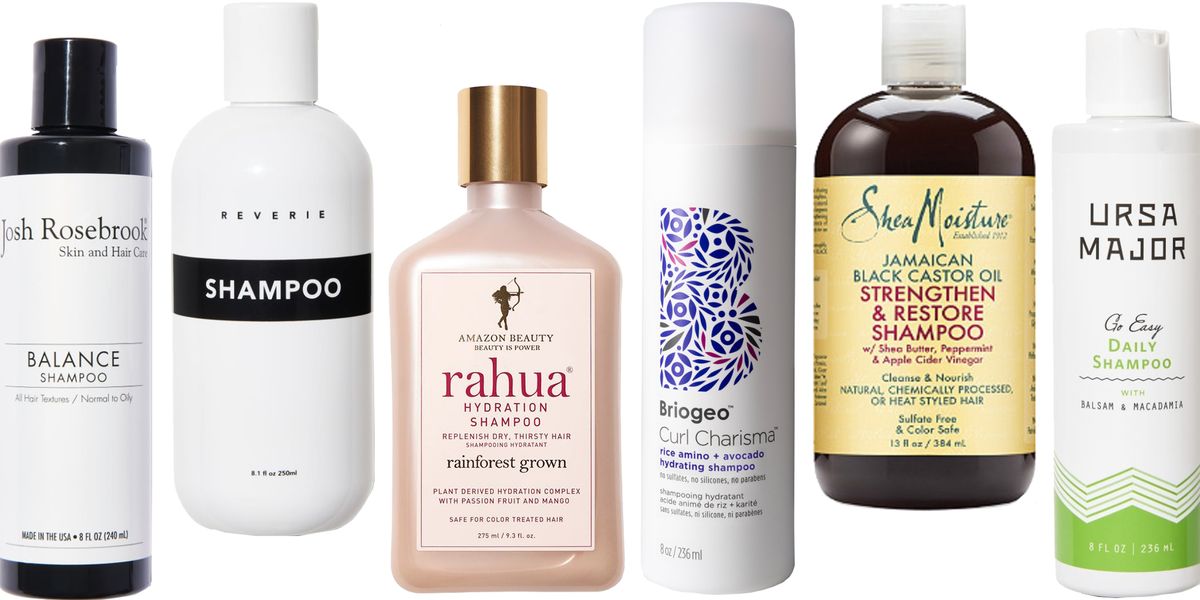 Josh Rosebrook®
Skin and Hair Care
BALANCE
SHAMPOO
All Hair Textures / Normal to Oily
MADE IN THE USA • 8 FL OZ (240 mL)
REVERIE
SHAMPOO
8.1 fl oz 250ml
AMAZON BEAUTY
BEAUTY IS POWER
rahua®
HYDRATION
SHAMPOO
REPLENISH DRY, THIRSTY HAIR
SHAMPOOING HYDRATANT
rainforest grown
PLANT DERIVED HYDRATION COMPLEX
WITH PASSION FRUIT AND MANGO
SAFE FOR COLOR TREATED HAIR
275 ml / 9.3 fl. oz.
Briogeo™
Curl Charisma™
rice amino + avocado
hydrating shampoo
no sulfates, no silicones, no parabens
shampooing hydratant
acide animé de riz + karité
sans sulfates, ni silicone, ni parabènes
8 oz / 236 ml
SheaMoisture®
Established 1912
JAMAICAN
BLACK CASTOR OIL
STRENGTHEN
& RESTORE
SHAMPOO
w/ Shea Butter, Peppermint
& Apple Cider Vinegar
Cleanse & Nourish
NATURAL, CHEMICALLY PROCESSED,
OR HEAT STYLED HAIR
Sulfate Free
& Color Safe
13 fl oz / 384 mL
URSA
MAJOR
Go Easy
DAILY
SHAMPOO
WITH
BALSAM & MACADAMIA
8 FL OZ | 236 mL